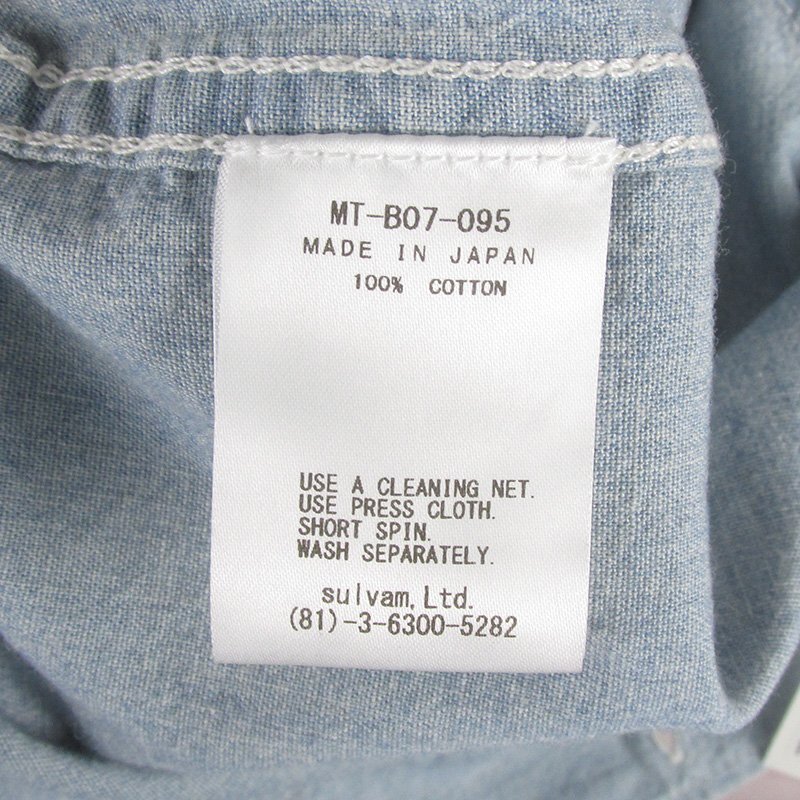 MT-B07-095
MADE IN JAPAN
100% COTTON
USE A CLEANING NET.
USE PRESS CLOTH.
SHORT SPIN.
WASH SEPARATELY.
sulvam, Ltd.
(81)-3-6300-5282